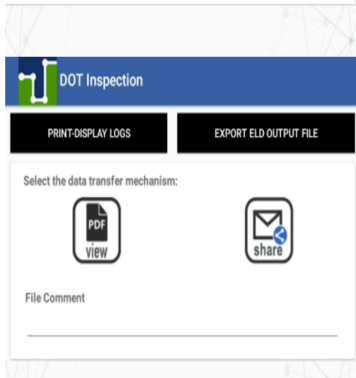 DOT Inspection
PRINT-DISPLAY LOGS EXPORT ELD OUTPUT FILE
Select the data transfer mechanism:
PDF
view share
File Comment